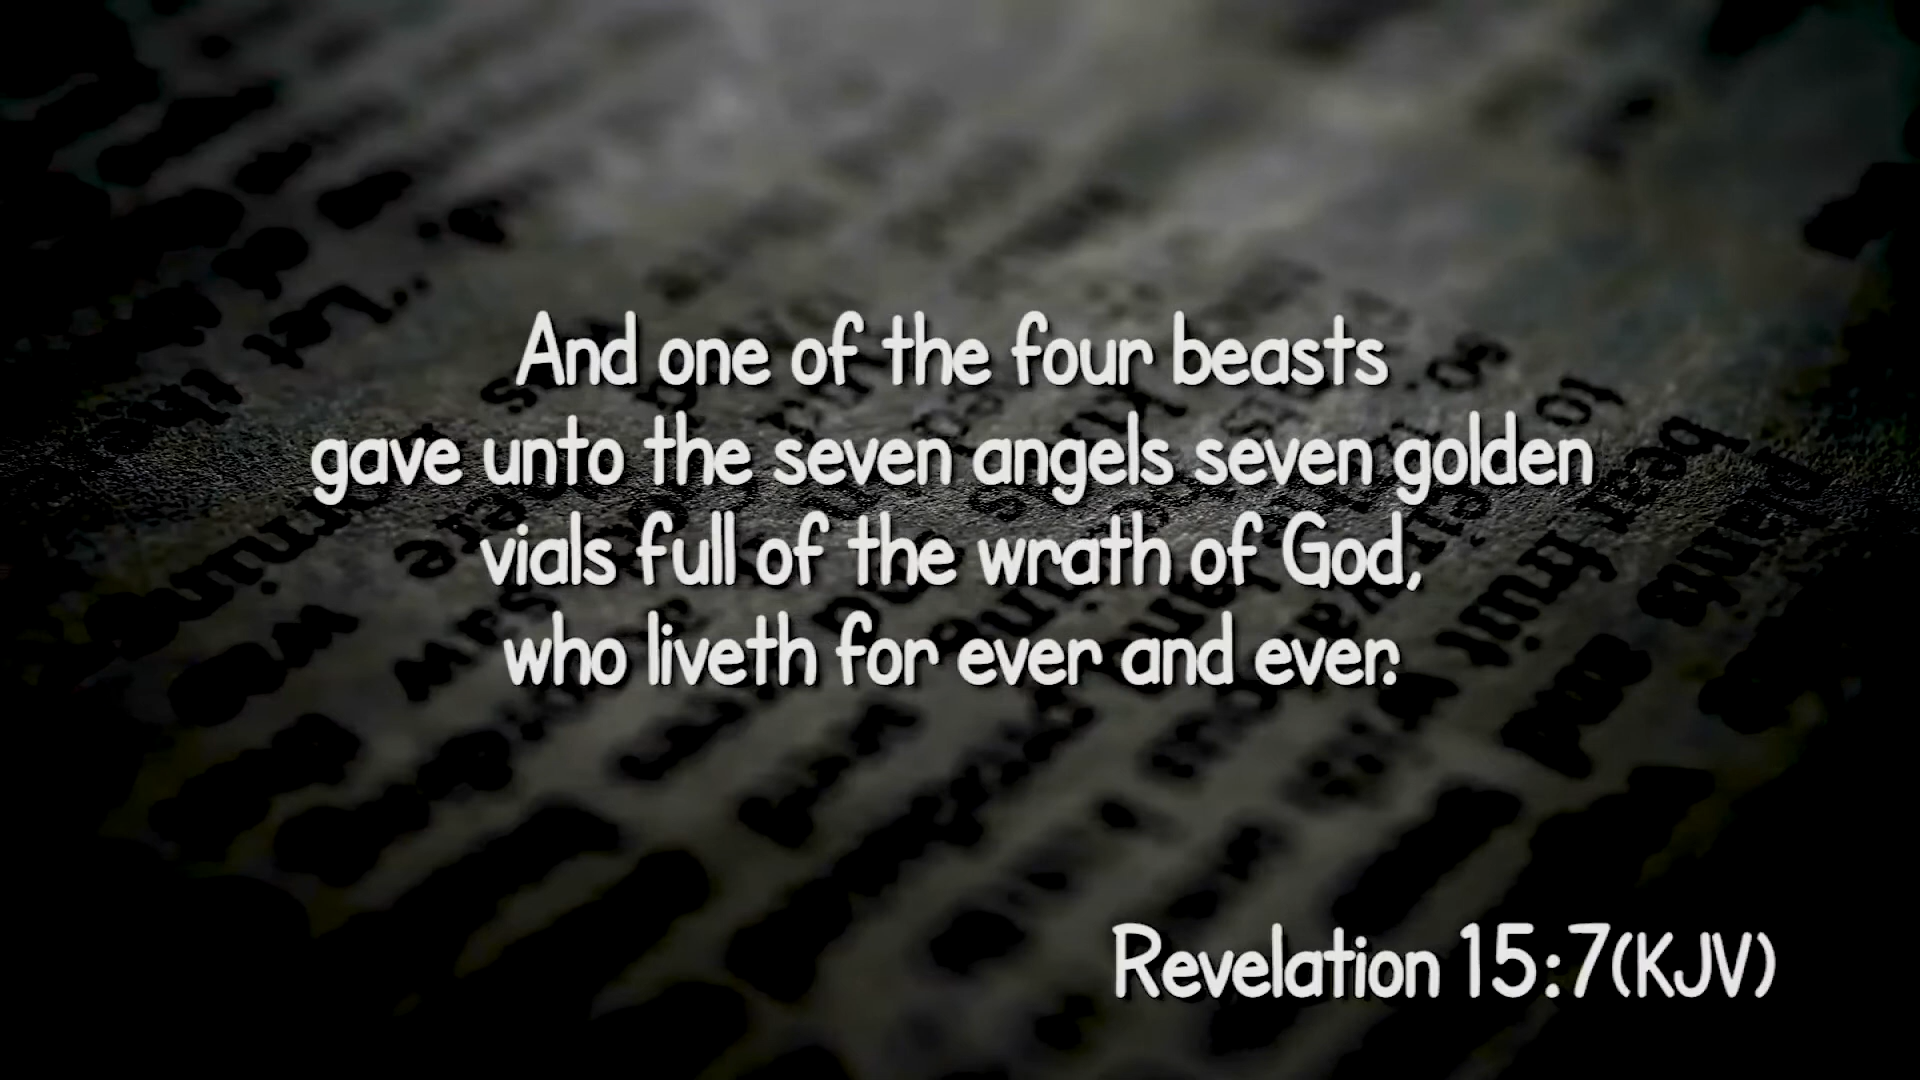 And one of the four beasts
gave unto the seven angels seven golden
vials full of the wrath of God,
who liveth for ever and ever.
Revelation 15:7(KJV)